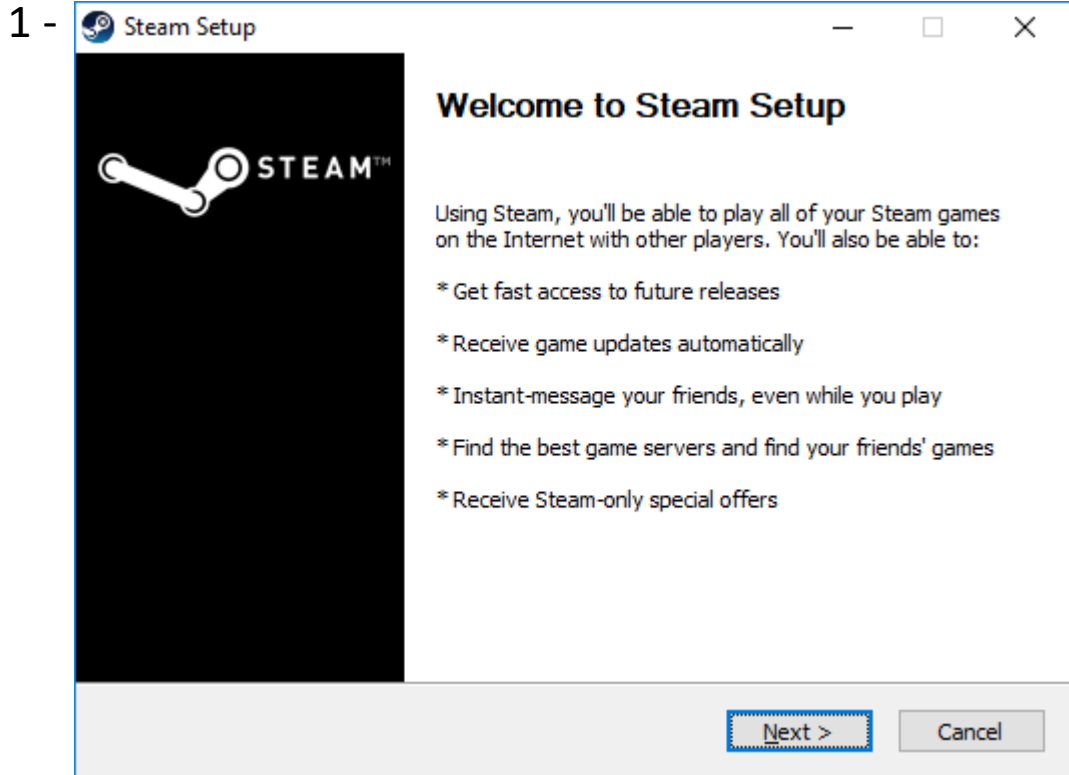 1 -
Steam Setup
STEAM™
Welcome to Steam Setup
Using Steam, you'll be able to play all of your Steam games
on the Internet with other players. You'll also be able to:
* Get fast access to future releases
* Receive game updates automatically
* Instant-message your friends, even while you play
* Find the best game servers and find your friends' games
* Receive Steam-only special offers
Next >
Cancel